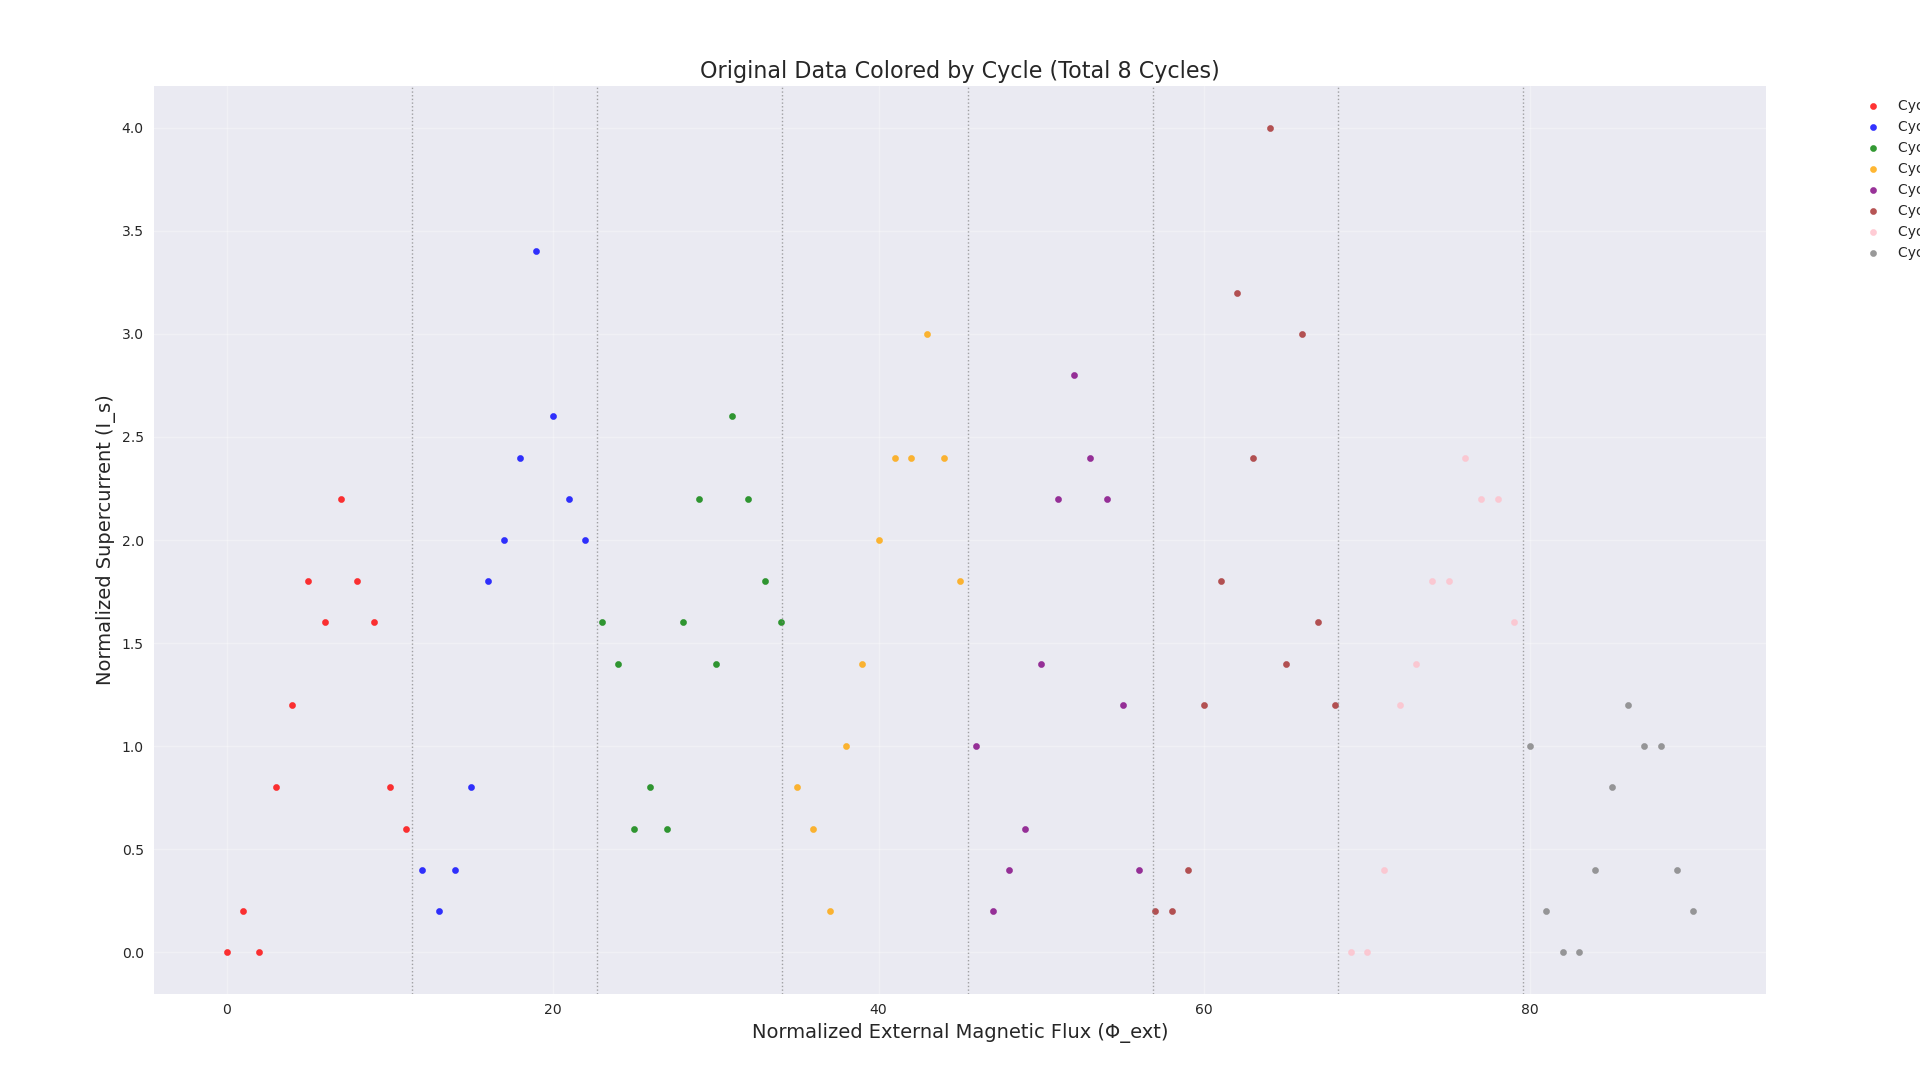 Original Data Colored by Cycle (Total 8 Cycles)
4.0
3.5
3.0
2.5
2.0
1.5
1.0
0.5
0.0
Normalized Supercurrent (I_s)
0 20 40 60 80
Normalized External Magnetic Flux (Φ_ext)
Cyc
Cyc
Cyc
Cyc
Cyc
Cyc
Cyc
Cyc